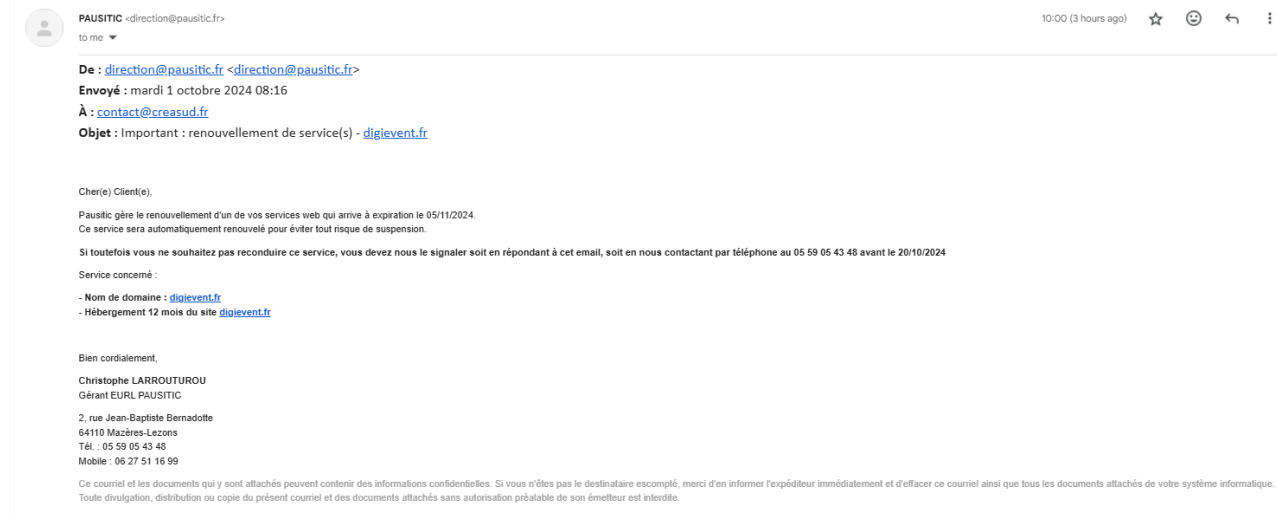 PAUSITIC <direction@pausitic.fr>
10:00 (3 hours ago)
to me
De : direction@pausitic.fr <direction@pausitic.fr>
Envoyé : mardi 1 octobre 2024 08:16
À : contact@creasud.fr
Objet : Important : renouvellement de service(s) - digievent.fr
Cher(e) Client(e),
Pausitic gère le renouvellement d'un de vos services web qui arrive à expiration le 05/11/2024.
Ce service sera automatiquement renouvelé pour éviter tout risque de suspension.
Si toutefois vous ne souhaitez pas reconduire ce service, vous devez nous le signaler soit en répondant à cet email, soit en nous contactant par téléphone au 05 59 05 43 48 avant le 20/10/2024
Service concerné :
- Nom de domaine : digievent.fr
- Hébergement 12 mois du site digievent.fr
Bien cordialement,
Christophe LARROUTUROU
Gérant EURL PAUSITIC
2, rue Jean-Baptiste Bernadotte
64110 Mazères-Lezons
Tél. : 05 59 05 43 48
Mobile : 06 27 51 16 99
Ce courriel et les documents qui y sont attachés peuvent contenir des informations confidentielles. Si vous n'êtes pas le destinataire escompté, merci d'en informer l'expéditeur immédiatement et d'effacer ce courriel ainsi que tous les documents attachés de votre système informatique.
Toute divulgation, distribution ou copie du présent courriel et des documents attachés sans autorisation préalable de son émetteur est interdite.